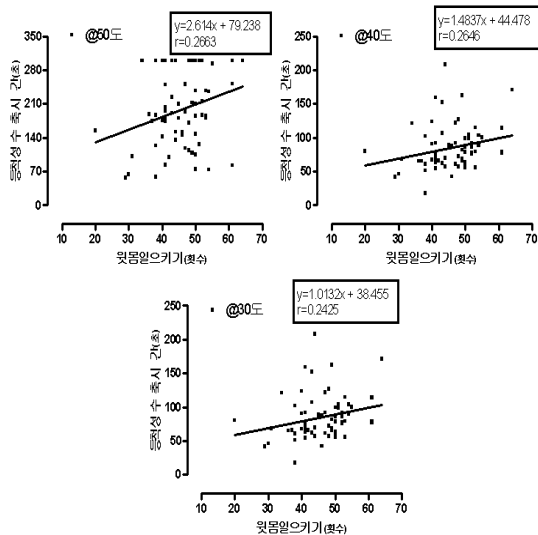 @50도
y=2.614x + 79.238
r=0.2663
350
280
210
140
70
0
등척성 수 축시 간(초)
10 20 30 40 50 60 70
윗몸일으키기(횟수)
@40도
y=1.4837x + 44.478
r=0.2646
250
200
150
100
50
0
등척성 수 축시 간(초)
10 20 30 40 50 60 70
윗몸일으키기(횟수)
@30도
y=1.0132x + 38.455
r=0.2425
250
200
150
100
50
0
등척성 수 축시 간(초)
10 20 30 40 50 60 70
윗몸일으키기(횟수)